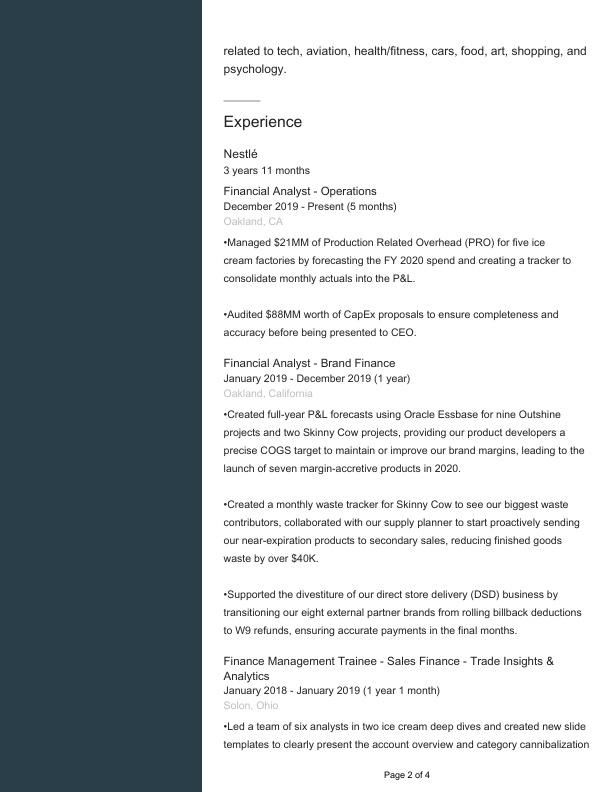 related to tech, aviation, health/fitness, cars, food, art, shopping, and
psychology.
Experience
Nestlé
3 years 11 months
Financial Analyst - Operations
December 2019 - Present (5 months)
Oakland, CA
•Managed $21MM of Production Related Overhead (PRO) for five ice
cream factories by forecasting the FY 2020 spend and creating a tracker to
consolidate monthly actuals into the P&L.
•Audited $88MM worth of CapEx proposals to ensure completeness and
accuracy before being presented to CEO.
Financial Analyst - Brand Finance
January 2019 - December 2019 (1 year)
Oakland, California
•Created full-year P&L forecasts using Oracle Essbase for nine Outshine
projects and two Skinny Cow projects, providing our product developers a
precise COGS target to maintain or improve our brand margins, leading to the
launch of seven margin-accretive products in 2020.
•Created a monthly waste tracker for Skinny Cow to see our biggest waste
contributors, collaborated with our supply planner to start proactively sending
our near-expiration products to secondary sales, reducing finished goods
waste by over $40K.
•Supported the divestiture of our direct store delivery (DSD) business by
transitioning our eight external partner brands from rolling billback deductions
to W9 refunds, ensuring accurate payments in the final months.
Finance Management Trainee - Sales Finance - Trade Insights &
Analytics
January 2018 - January 2019 (1 year 1 month)
Solon, Ohio
•Led a team of six analysts in two ice cream deep dives and created new slide
templates to clearly present the account overview and category cannibalization
Page 2 of 4